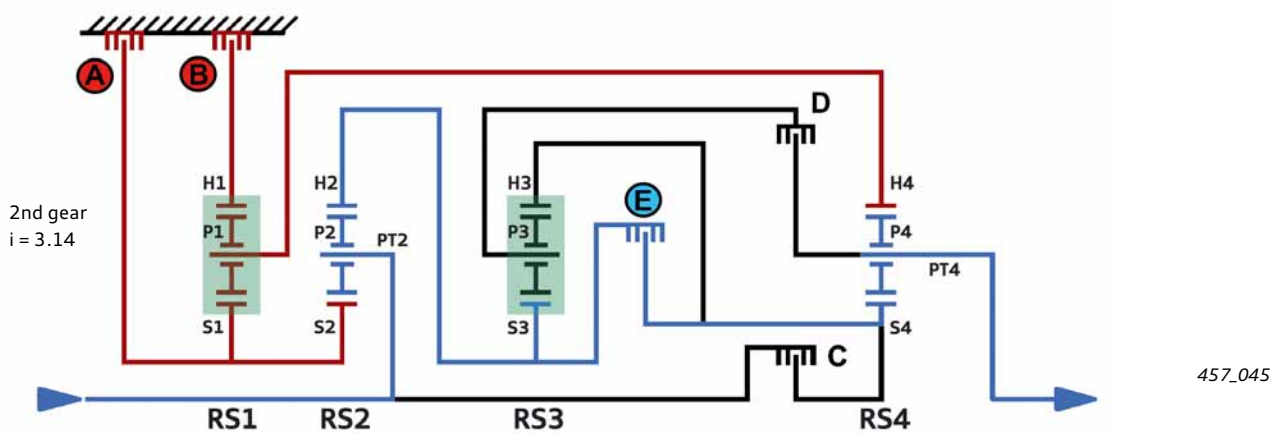 D
A
B
H1
H2
H3
E
H4
2nd gear
i = 3.14
P1
P2
PT2
P3
P4
PT4
S1
S2
S3
S4
C
457_045
RS1
RS2
RS3
RS4